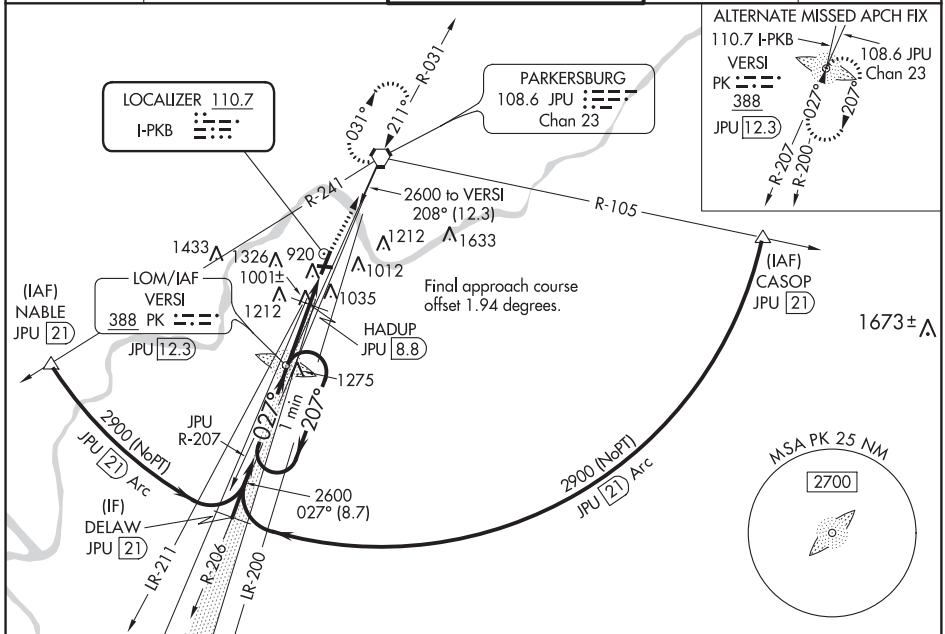 ALTERNATE MISSED APCH FIX
110.7 I-PKB
108.6 JPU
Chan 23
VERSI
PK
388
JPU 12.3
027°
207°
R-207
R-200
LOCALIZER 110.7
I-PKB
PARKERSBURG
108.6 JPU
Chan 23
R-031
031°
211°
R-241
R-105
2600 to VERSI
208° (12.3)
1433
1326
920
1001±
1212
1212
1633
1012
1035
Final approach course
offset 1.94 degrees.
LOM/IAF
VERSI
388 PK
JPU 12.3
(IAF)
NABLE
JPU 21
(IAF)
CASOP
JPU 21
1673±
HADUP
JPU 8.8
1275
027°
1 min
207°
JPU
R-207
2900 (NoPT)
JPU 21 Arc
2900 (NoPT)
JPU 21 Arc
2600
027° (8.7)
(IF)
DELAW
JPU 21
LR-211
R-206
LR-200
MSA PK 25 NM
2700